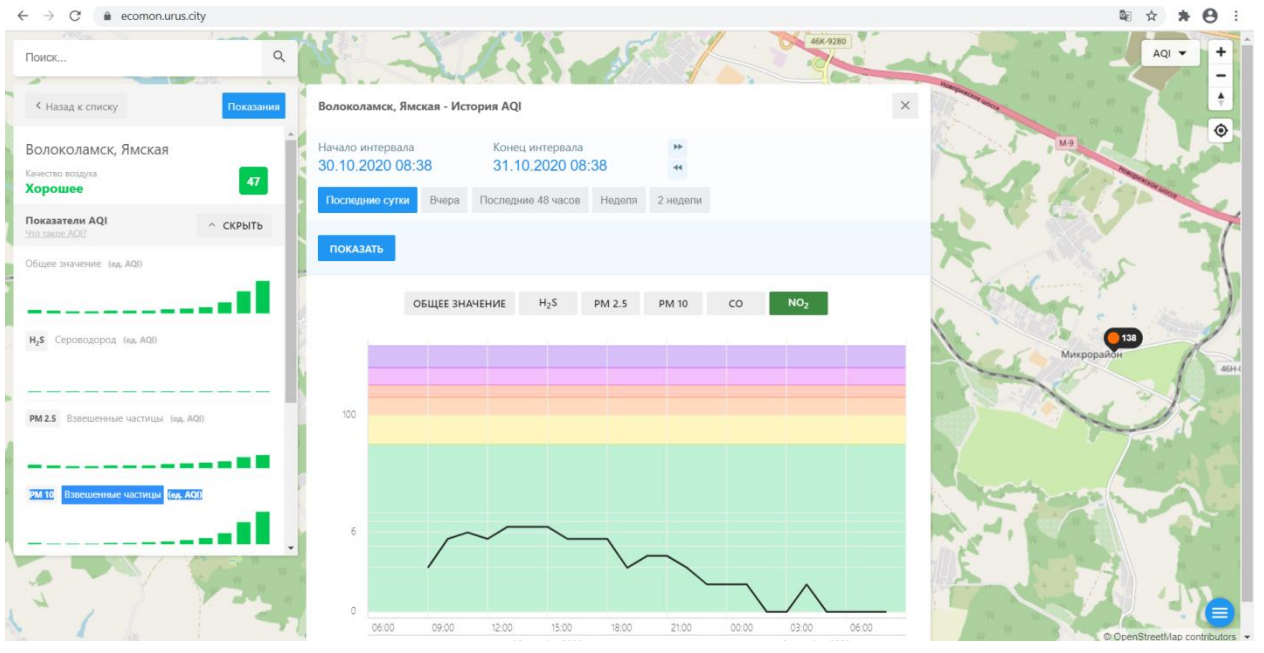 ecomon.urus.city
Поиск...
46К-9280
AQI
Новорижское шоссе
М-9
Новорижское шоссе
Назад к списку
Показания
Волоколамск, Ямская
Качество воздуха
Хорошее
47
Показатели AQI
Что такое AQI?
СКРЫТЬ
Общее значение (ед. AQI)
H₂S Сероводород (ед. AQI)
PM 2.5 Взвешенные частицы (ед. AQI)
PM 10 Взвешенные частицы (ед. AQI)
Волоколамск, Ямская - История AQI
Начало интервала
Конец интервала
30.10.2020 08:38
31.10.2020 08:38
Последние сутки
Вчера
Последние 48 часов
Неделя
2 недели
ПОКАЗАТЬ
ОБЩЕЕ ЗНАЧЕНИЕ
H₂S
PM 2.5
PM 10
CO
NO₂
100
6
0
06:00 09:00 12:00 15:00 18:00 21:00 00:00 03:00 06:00
138
Микрорайон
© OpenStreetMap contributors